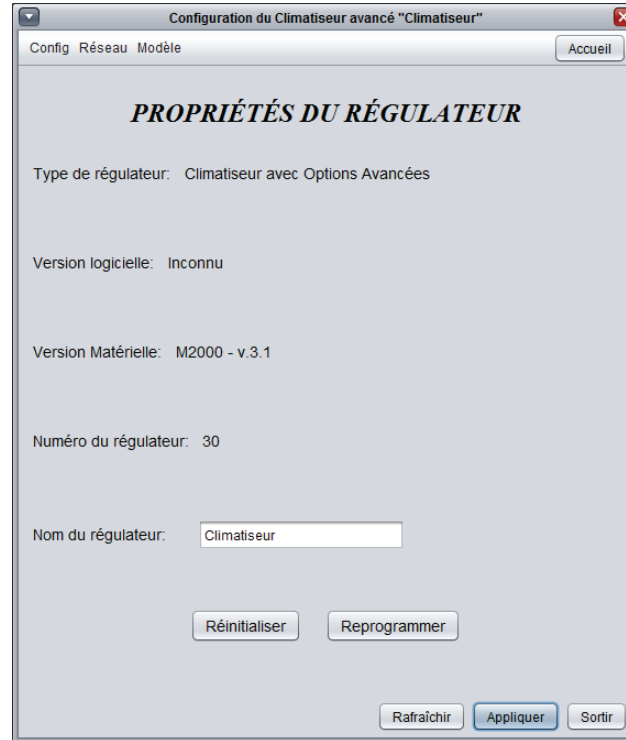 Configuration du Climatiseur avancé "Climatiseur"
Config Réseau Modèle Accueil
PROPRIÉTÉS DU RÉGULATEUR
Type de régulateur: Climatiseur avec Options Avancées
Version logicielle: Inconnu
Version Matérielle: M2000 - v.3.1
Numéro du régulateur: 30
Nom du régulateur: Climatiseur
Réinitialiser Reprogrammer
Rafraîchir Appliquer Sortir